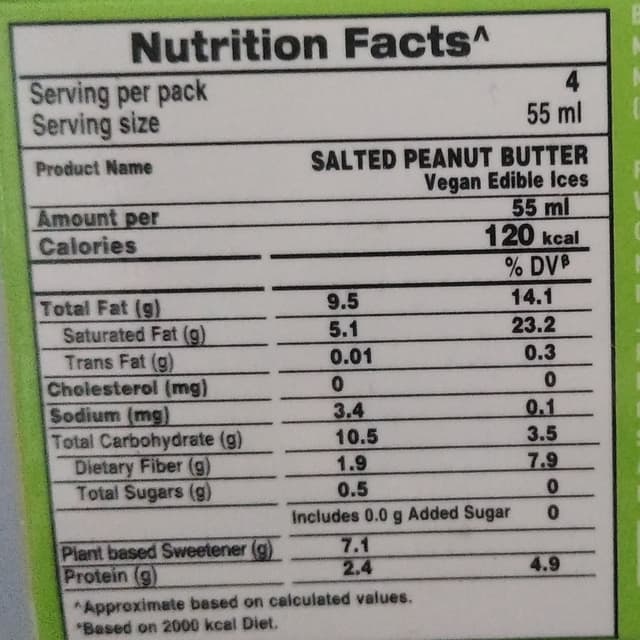 Nutrition Facts^
Serving per pack 4
Serving size 55 ml
Product Name SALTED PEANUT BUTTER
Vegan Edible Ices
Amount per 55 ml
Calories 120 kcal
% DVᵝ
Total Fat (g) 9.5 14.1
Saturated Fat (g) 5.1 23.2
Trans Fat (g) 0.01 0.3
Cholesterol (mg) 0 0
Sodium (mg) 3.4 0.1
Total Carbohydrate (g) 10.5 3.5
Dietary Fiber (g) 1.9 7.9
Total Sugars (g) 0.5 0
Includes 0.0 g Added Sugar 0
Plant based Sweetener (g) 7.1
Protein (g) 2.4 4.9
^Approximate based on calculated values.
*Based on 2000 kcal Diet.